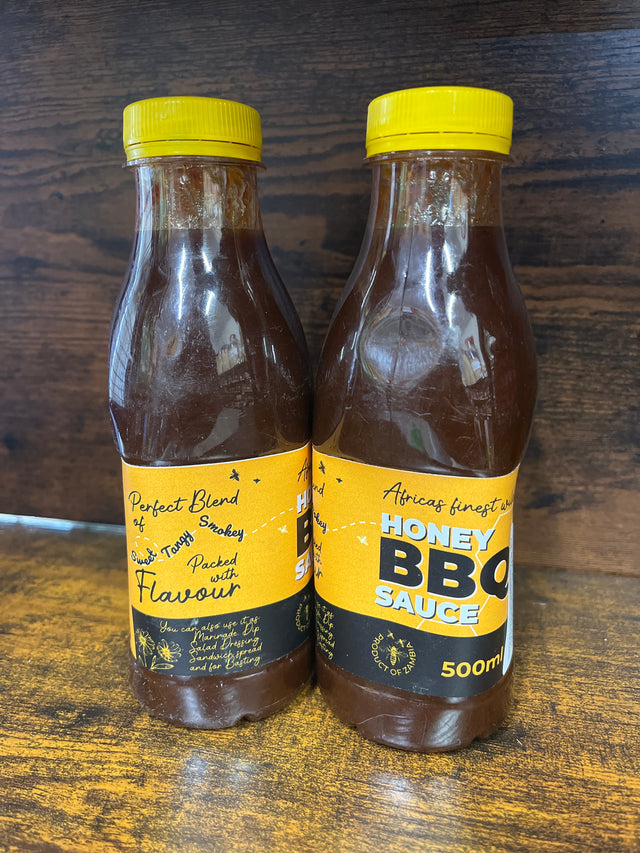 Perfect Blend
of
Sweet Tangy Smokey
Packed
with
Flavour
You can also use it as
Marinade Dip
Salad Dressing
Sandwich spread
and for Basting
Africas finest
HONEY
BBQ
SAUCE
PRODUCT OF ZAMBIA
500ml